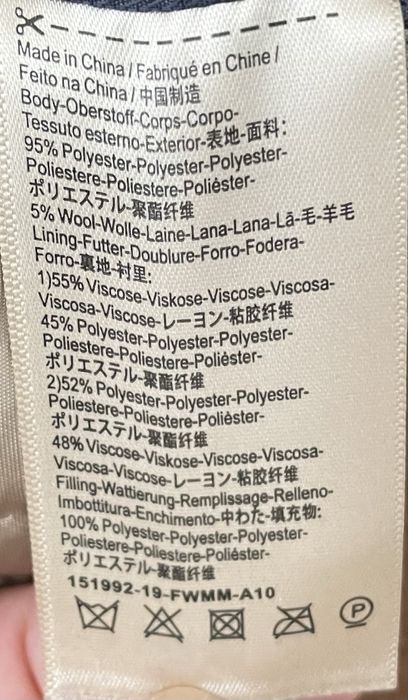 Made in China / Fabriqué en Chine /
Feito na China / 中国制造
Body-Oberstoff-Corps-Corpo-
Tessuto esterno-Exterior-表地-面料:
95% Polyester-Polyester-Polyester-
Poliestere-Poliestere-Poliéster-
ポリエステル-聚酯纤维
5% Wool-Wolle-Laine-Lana-Lana-Lã-毛-羊毛
Lining-Futter-Doublure-Forro-Fodera-
Forro-裏地-衬里:
1)55% Viscose-Viskose-Viscose-Viscosa-
Viscosa-Viscose-レーヨン-粘胶纤维
45% Polyester-Polyester-Polyester-
Poliestere-Poliestere-Poliéster-
ポリエステル-聚酯纤维
2)52% Polyester-Polyester-Polyester-
Poliestere-Poliestere-Poliéster-
ポリエステル-聚酯纤维
48% Viscose-Viskose-Viscose-Viscosa-
Viscosa-Viscose-レーヨン-粘胶纤维
Filling-Wattierung-Remplissage-Relleno-
Imbottitura-Enchimento-中わた-填充物:
100% Polyester-Polyester-Polyester-
Poliestere-Poliestere-Poliéster-
ポリエステル-聚酯纤维
151992-19-FWMM-A10
P